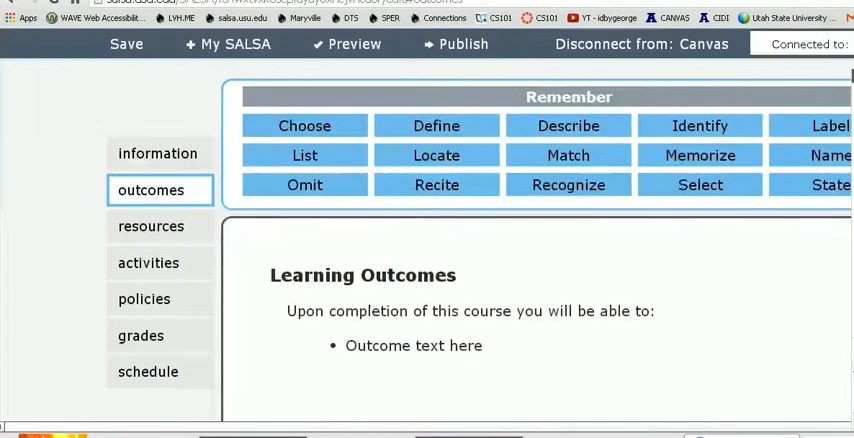 Apps WAVE Web Accessibilit... LVH.ME salsa.usu.edu Maryville DTS SPER Connections CS101 CS101 YT - idbygeorge CANVAS CIDI Utah State University ...
Save + My SALSA ✓ Preview Publish Disconnect from: Canvas Connected to:
Remember
Choose Define Describe Identify Label
List Locate Match Memorize Name
Omit Recite Recognize Select State
information
outcomes
resources
activities
policies
grades
schedule
Learning Outcomes
Upon completion of this course you will be able to:
• Outcome text here